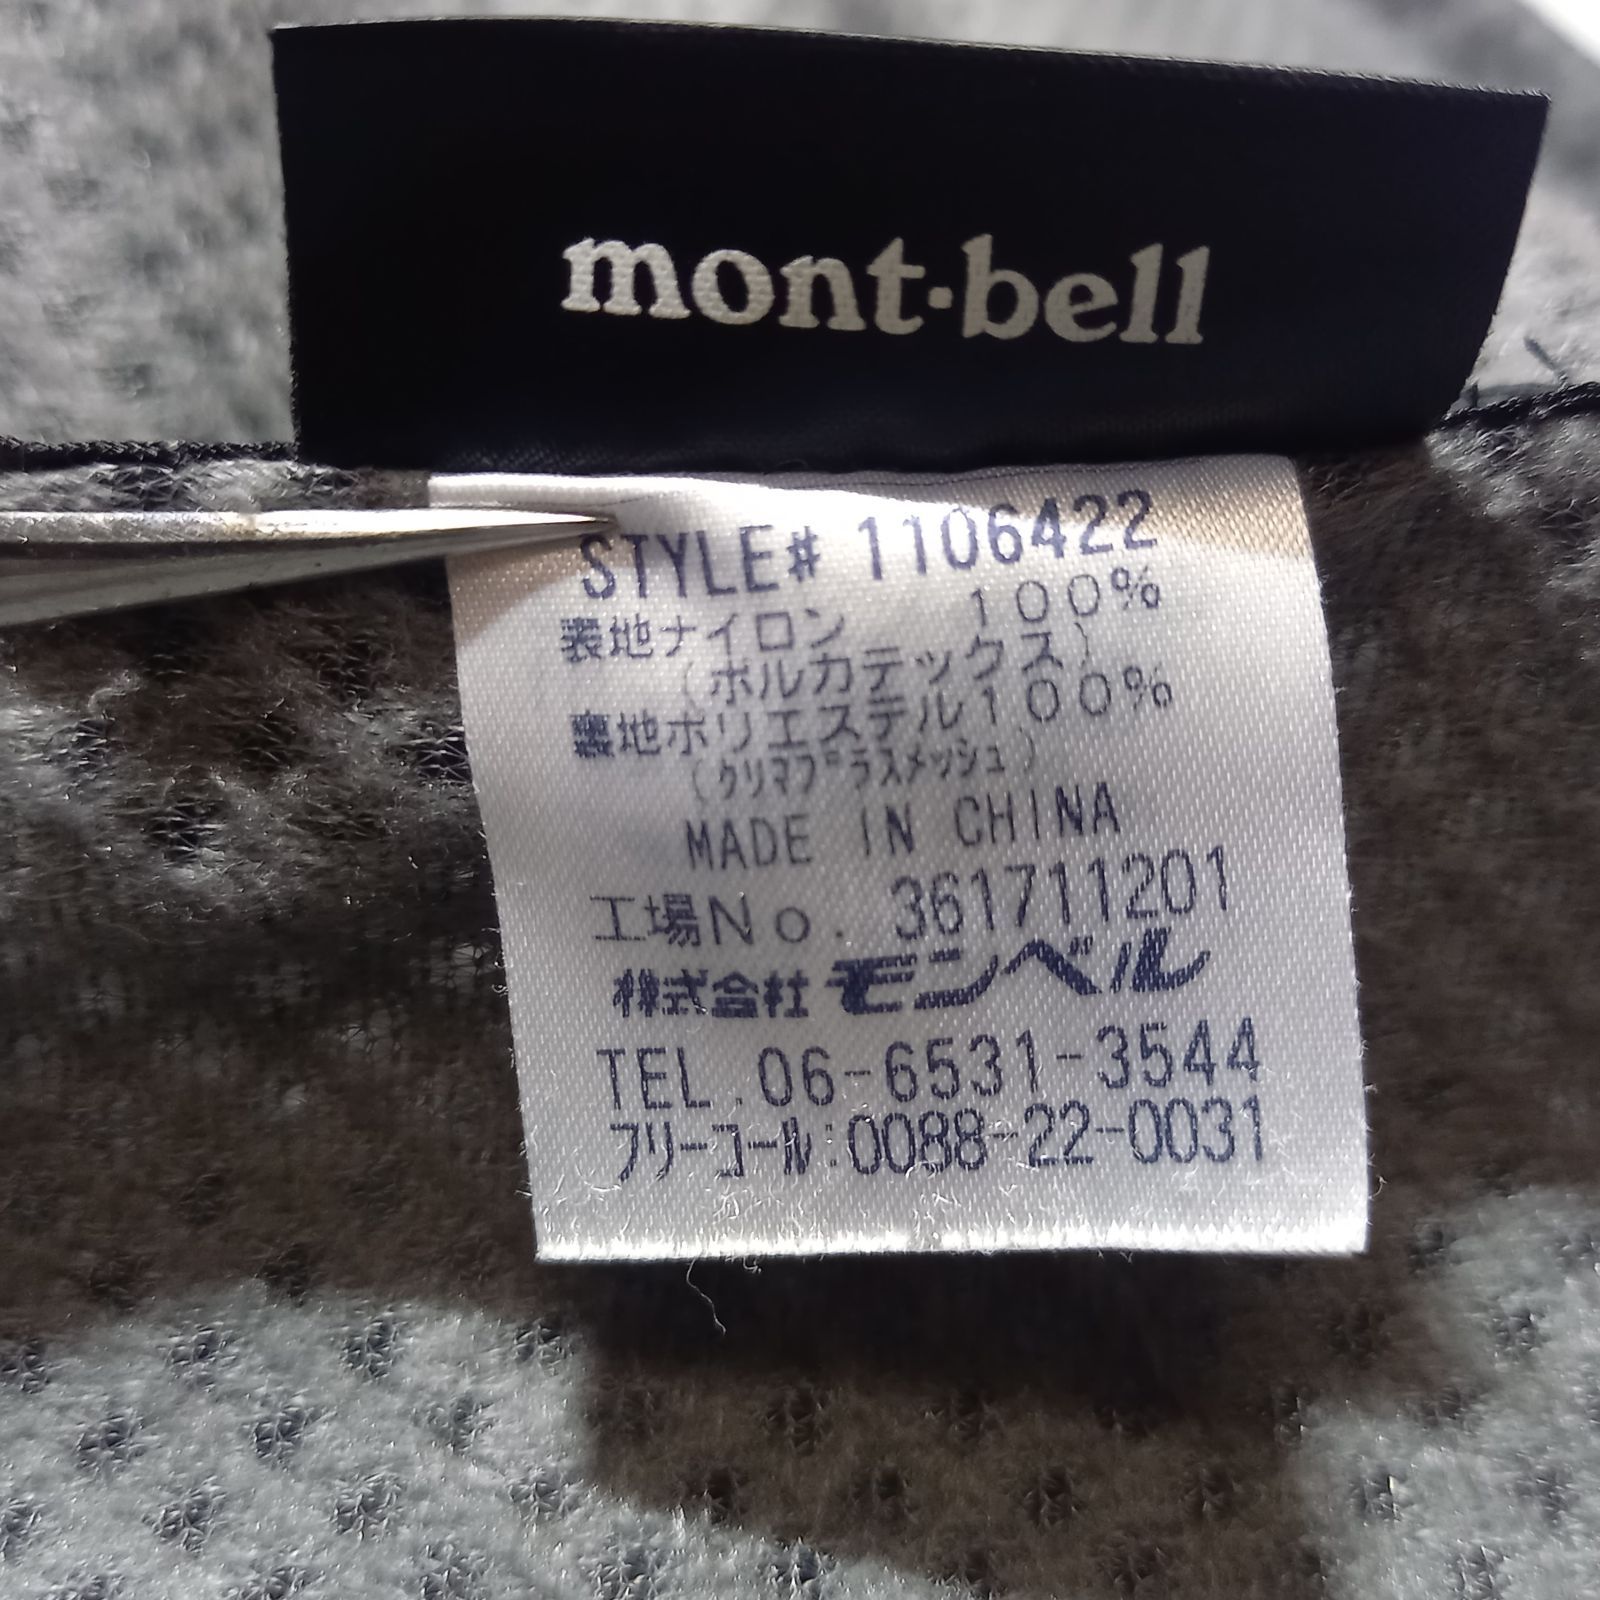 mont·bell
STYLE# 1106422
表地ナイロン 100%
(ポルカテックス)
裏地ポリエステル100%
(クリマプラスメッシュ)
MADE IN CHINA
工場No. 361711201
株式会社モンベル
TEL.06-6531-3544
フリーコール:0088-22-0031